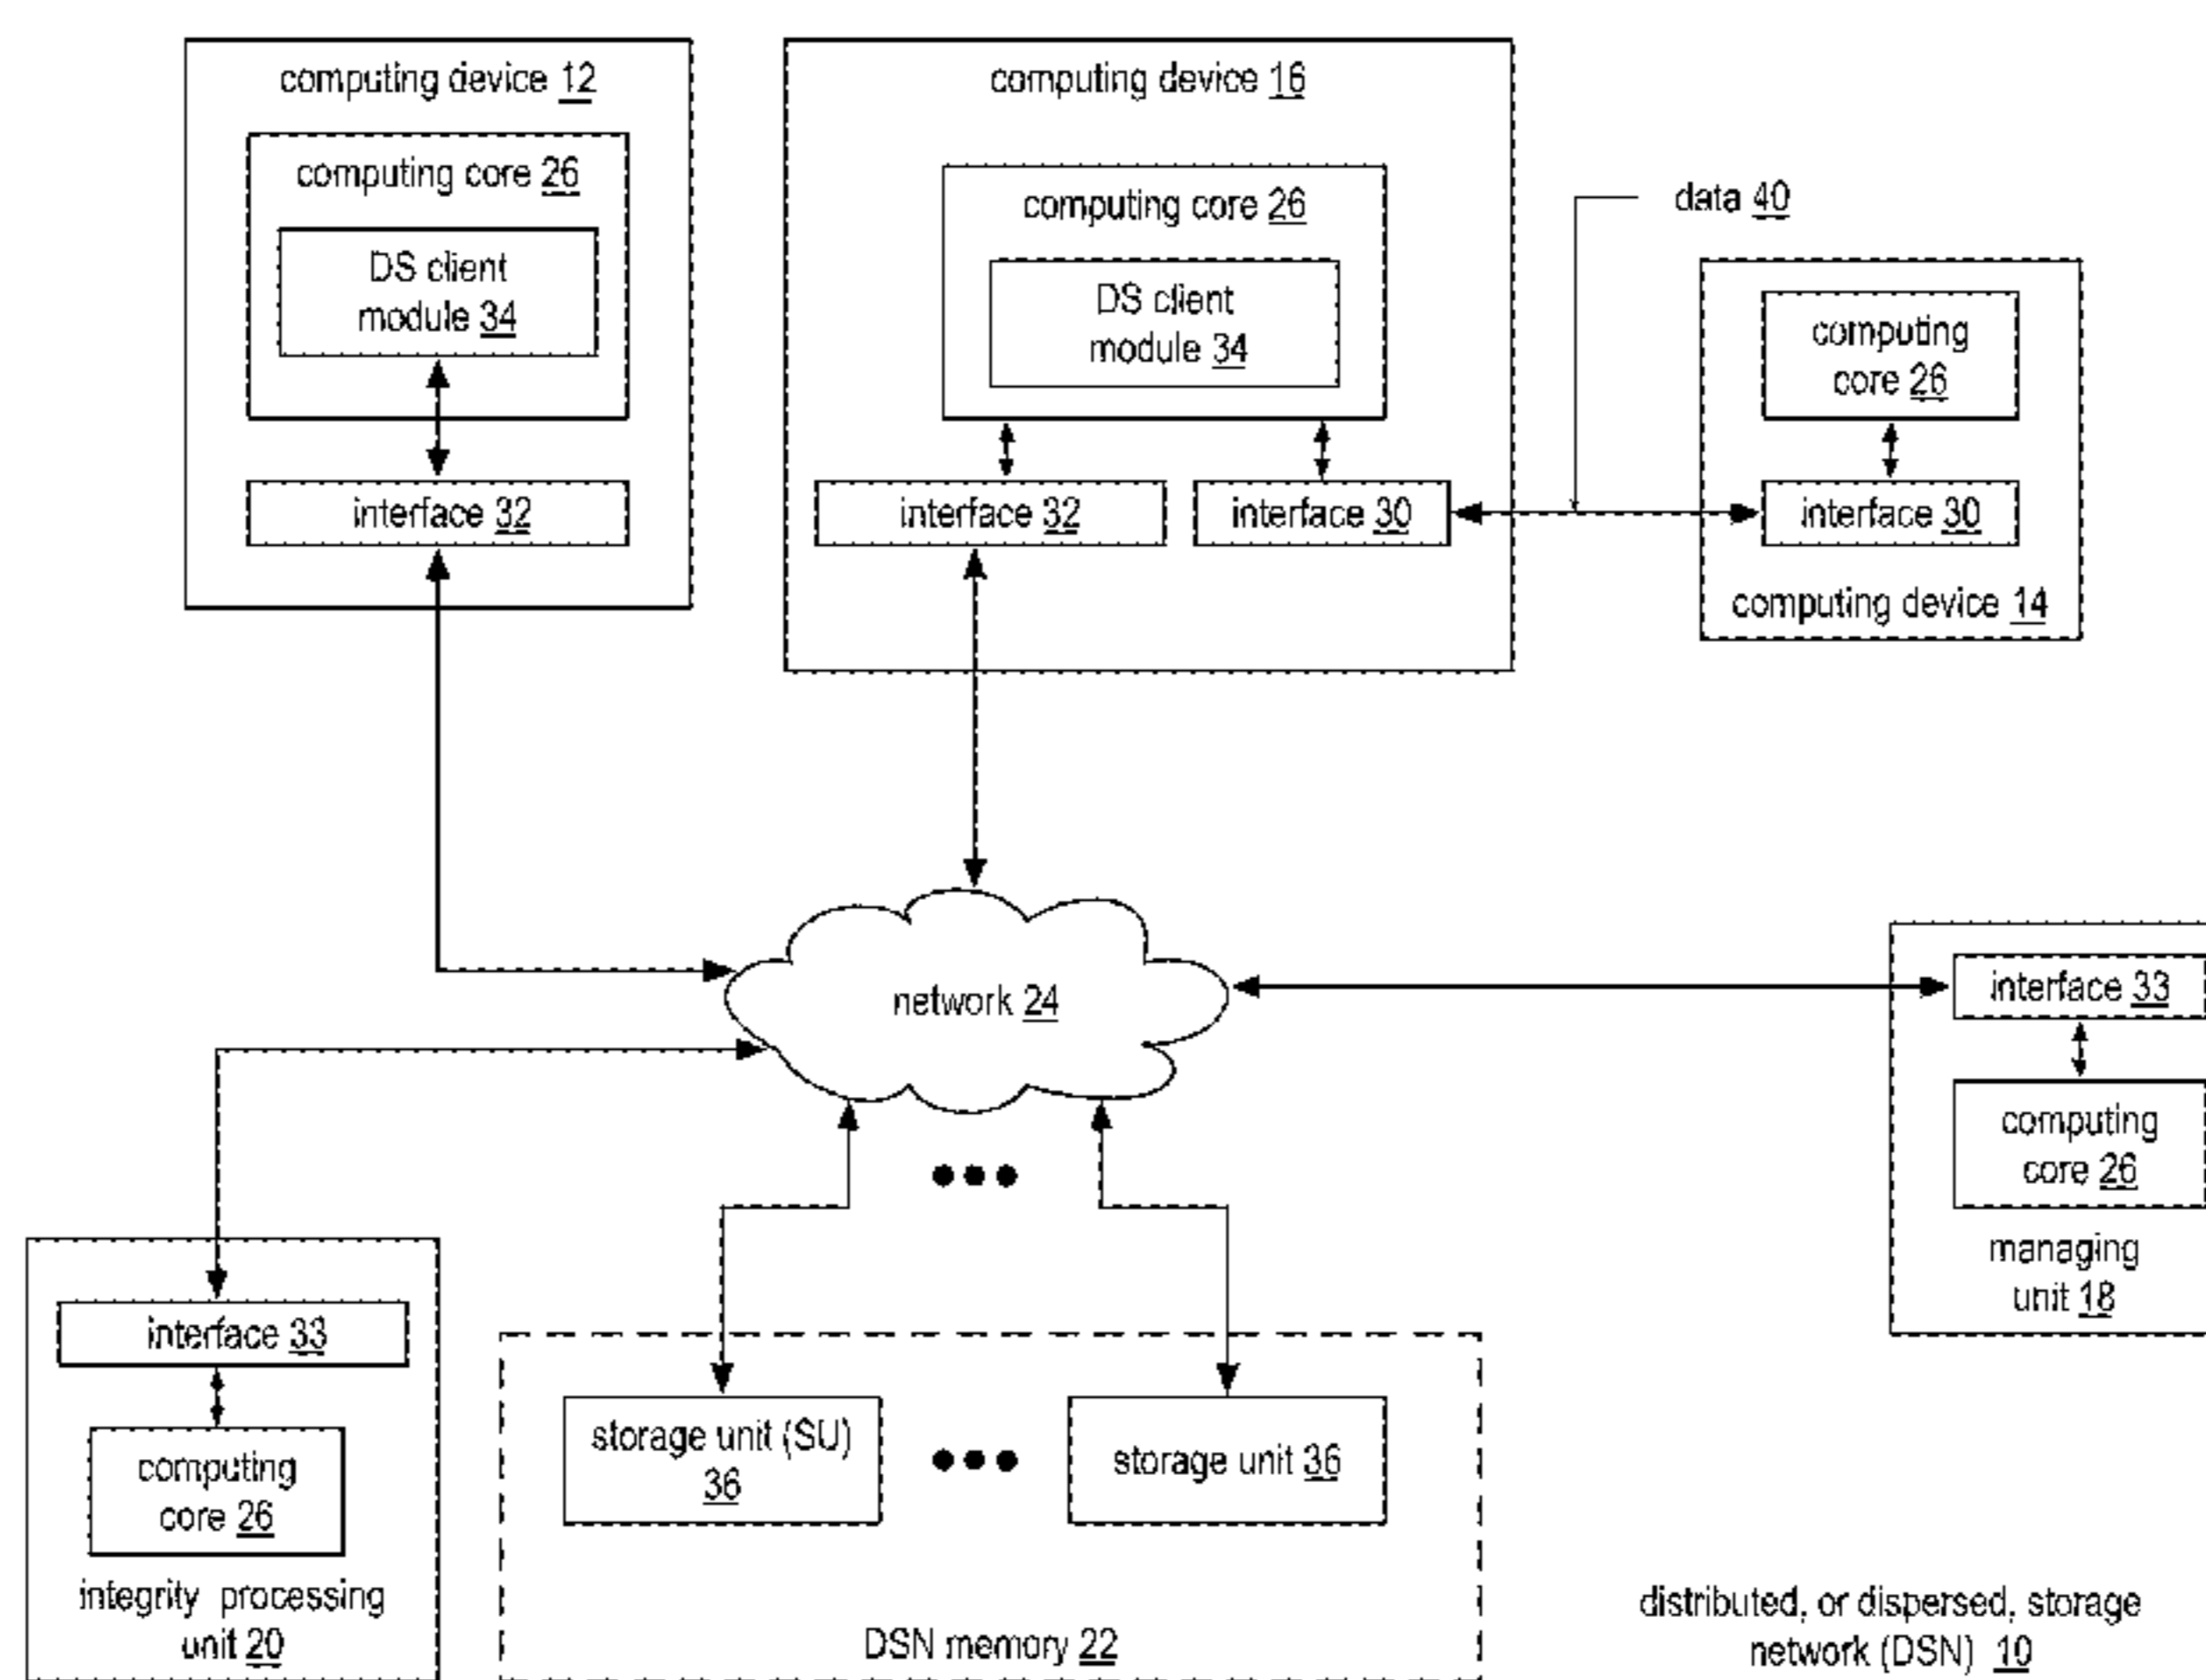 computing device 12
computing core 26
DS client
module 34
interface 32
computing device 16
computing core 26
DS client
module 34
interface 32
interface 30
data 40
computing
core 26
interface 30
computing device 14
network 24
interface 33
computing
core 26
managing
unit 18
interface 33
computing
core 26
integrity processing
unit 20
storage unit (SU)
36
storage unit 36
DSN memory 22
distributed, or dispersed, storage
network (DSN) 10